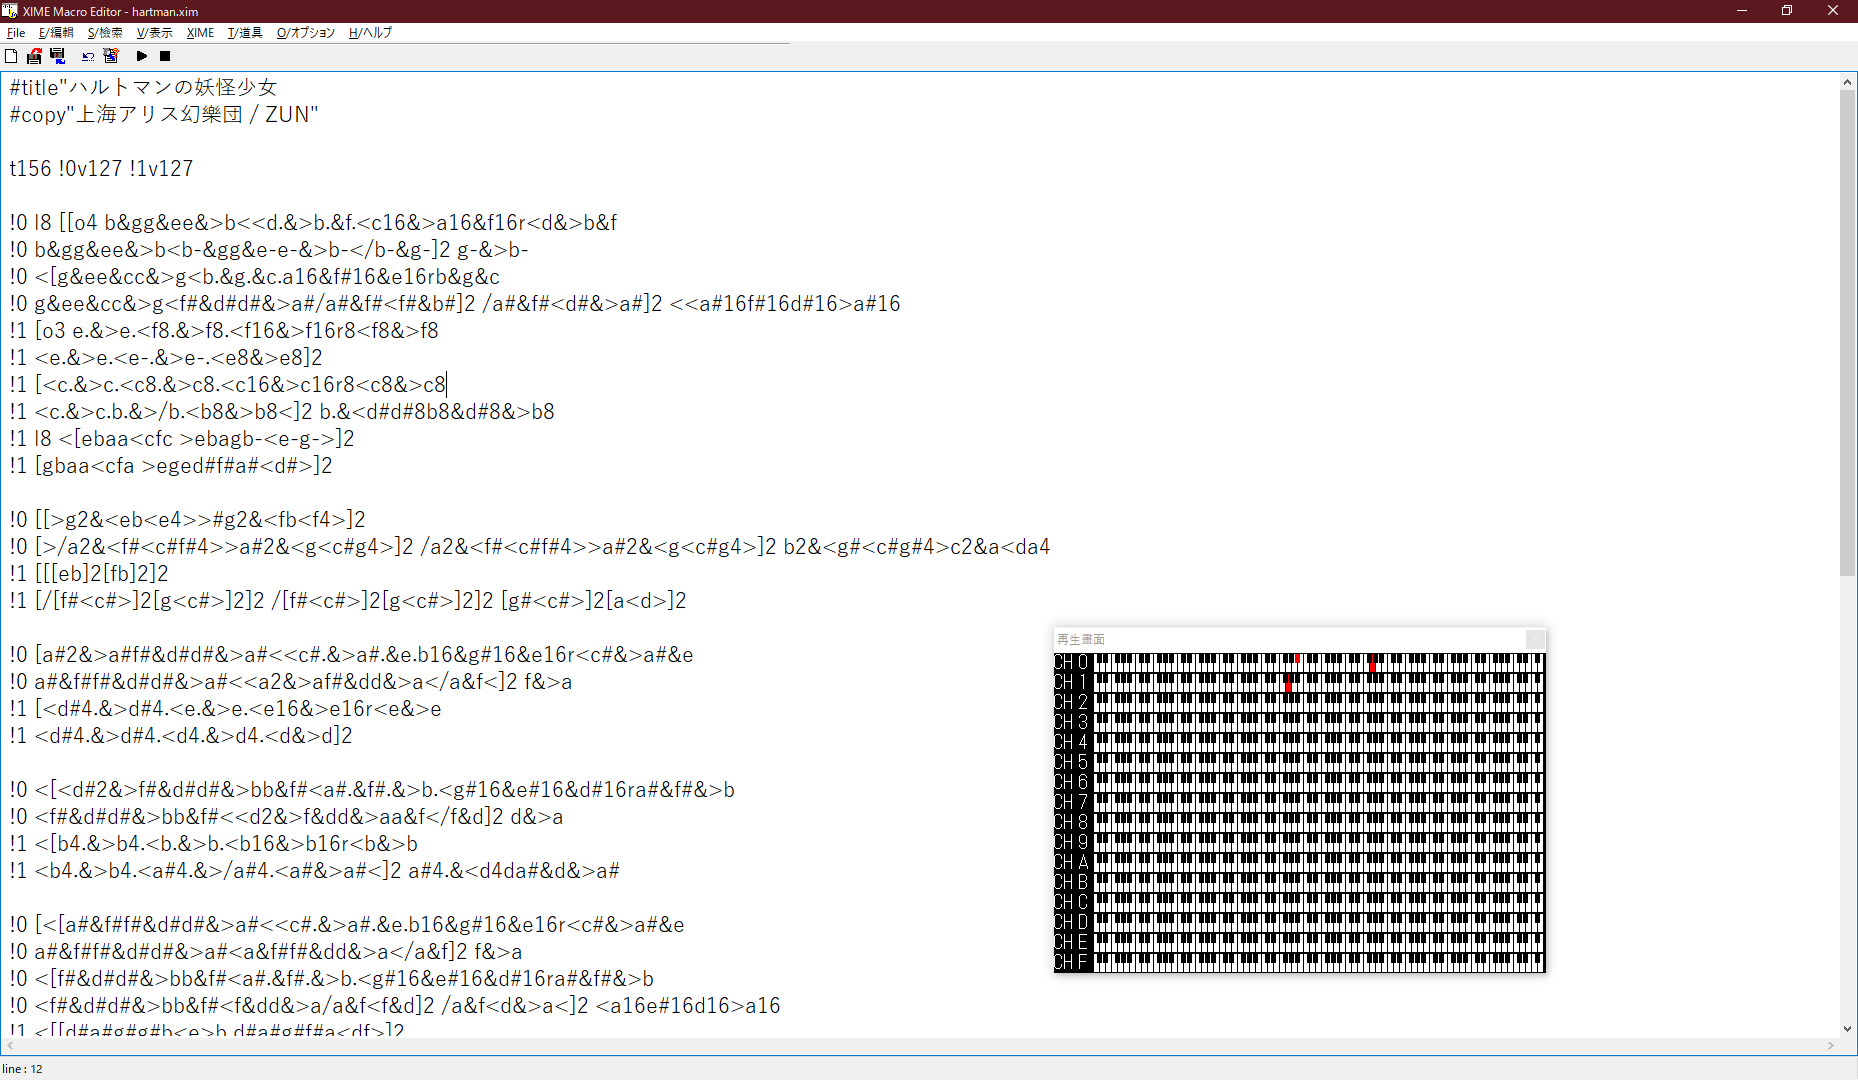 XIME Macro Editor - hartman.xim
File E/編輯 S/檢索 V/表示 XIME T/道具 O/オプション H/ヘルプ
#title"ハルトマンの妖怪少女
#copy"上海アリス幻樂団 / ZUN"
t156 !0v127 !1v127
!0 l8 [[o4 b&gg&ee&>b<<d.&>b.&f.<c16&>a16&f16r<d&>b&f
!0 b&gg&ee&>b<b-&gg&e-e-&>b-</b-&g-]2 g-&>b-
!0 <[g&ee&cc&>g<b.&g.&c.a16&f#16&e16rb&g&c
!0 g&ee&cc&>g<f#&d#d#&>a#/a#&f#<f#&b#]2 /a#&f#<d#&>a#]2 <<a#16f#16d#16>a#16
!1 [o3 e.&>e.<f8.&>f8.<f16&>f16r8<f8&>f8
!1 <e.&>e.<e-.&>e-.<e8&>e8]2
!1 [<c.&>c.<c8.&>c8.<c16&>c16r8<c8&>c8
!1 <c.&>c.b.&>/b.<b8&>b8<]2 b.&<d#d#8b8&d#8&>b8
!1 l8 <[ebaa<cfc >ebagb-<e-g->]2
!1 [gbaa<cfa >eged#f#a#<d#>]2
!0 [[>g2&<eb<e4>>#g2&<fb<f4>]2
!0 [>/a2&<f#<c#f#4>>a#2&<g<c#g4>]2 /a2&<f#<c#f#4>>a#2&<g<c#g4>]2 b2&<g#<c#g#4>c2&a<da4
!1 [[[eb]2[fb]2]2
!1 [/[f#<c#>]2[g<c#>]2]2 /[f#<c#>]2[g<c#>]2]2 [g#<c#>]2[a<d>]2
!0 [a#2&>a#f#&d#d#&>a#<<c#.&>a#.&e.b16&g#16&e16r<c#&>a#&e
!0 a#&f#f#&d#d#&>a#<<a2&>af#&dd&>a</a&f<]2 f&>a
!1 [<d#4.&>d#4.<e.&>e.<e16&>e16r<e&>e
!1 <d#4.&>d#4.<d4.&>d4.<d&>d]2
!0 <[<d#2&>f#&d#d#&>bb&f#<a#.&f#.&>b.<g#16&e#16&d#16ra#&f#&>b
!0 <f#&d#d#&>bb&f#<<d2&>f&dd&>aa&f</f&d]2 d&>a
!1 <[b4.&>b4.<b.&>b.<b16&>b16r<b&>b
!1 <b4.&>b4.<a#4.&>/a#4.<a#&>a#<]2 a#4.&<d4da#&d&>a#
!0 [<[a#&f#f#&d#d#&>a#<<c#.&>a#.&e.b16&g#16&e16r<c#&>a#&e
!0 a#&f#f#&d#d#&>a#<a&f#f#&dd&>a</a&f]2 f&>a
!0 <[f#&d#d#&>bb&f#<a#.&f#.&>b.<g#16&e#16&d#16ra#&f#&>b
!0 <f#&d#d#&>bb&f#<f&dd&>a/a&f<f&d]2 /a&f<d&>a<]2 <a16e#16d16>a16
!1 <[[d#a#g#g#b<e>b d#a#g#f#a<df>]2
再生畫面
CH 0
CH 1
CH 2
CH 3
CH 4
CH 5
CH 6
CH 7
CH 8
CH 9
CH A
CH B
CH C
CH D
CH E
CH F
line : 12